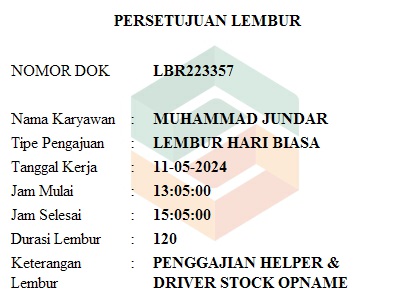 PERSETUJUAN LEMBUR
NOMOR DOK LBR223357
Nama Karyawan : MUHAMMAD JUNDAR
Tipe Pengajuan : LEMBUR HARI BIASA
Tanggal Kerja : 11-05-2024
Jam Mulai : 13:05:00
Jam Selesai : 15:05:00
Durasi Lembur : 120
Keterangan : PENGGAJIAN HELPER &
Lembur DRIVER STOCK OPNAME